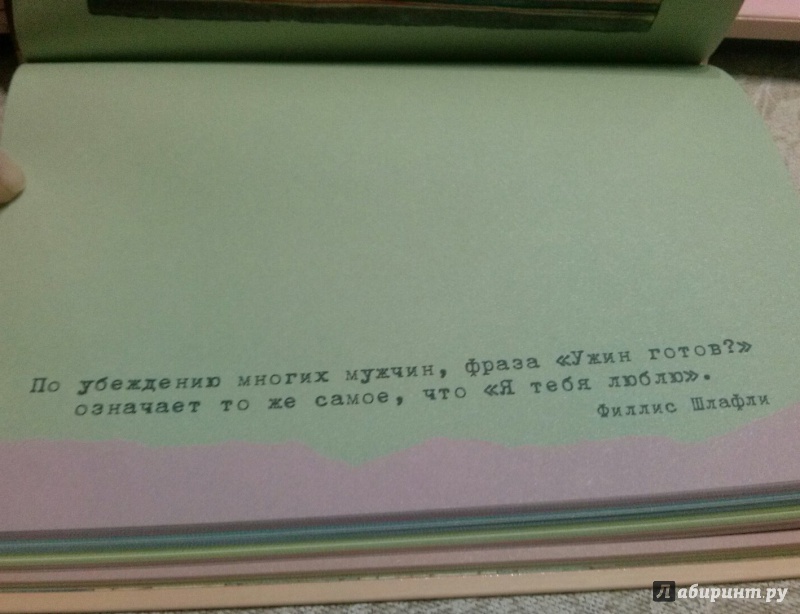 По убеждению многих мужчин, фраза «Ужин готов?»
означает то же самое, что «Я тебя люблю».
Филлис Шлафли
Лабиринт.ру